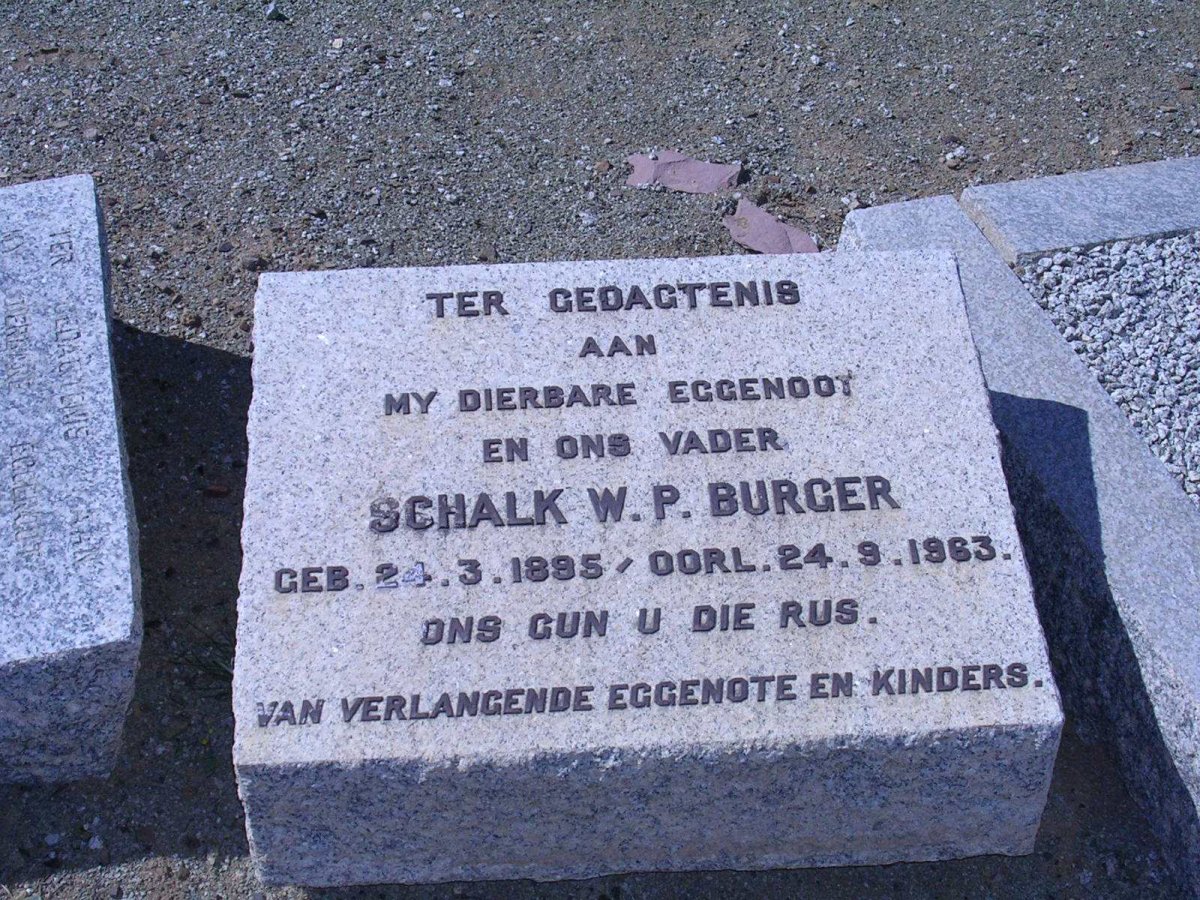 TER GEDAGTENIS
AAN
MY DIERBARE EGGENOOT
EN ONS VADER
SCHALK W. P. BURGER
GEB. 24. 3. 1895 / OORL. 24. 9. 1963.
ONS GUN U DIE RUS.
VAN VERLANGENDE EGGENOTE EN KINDERS.
TER